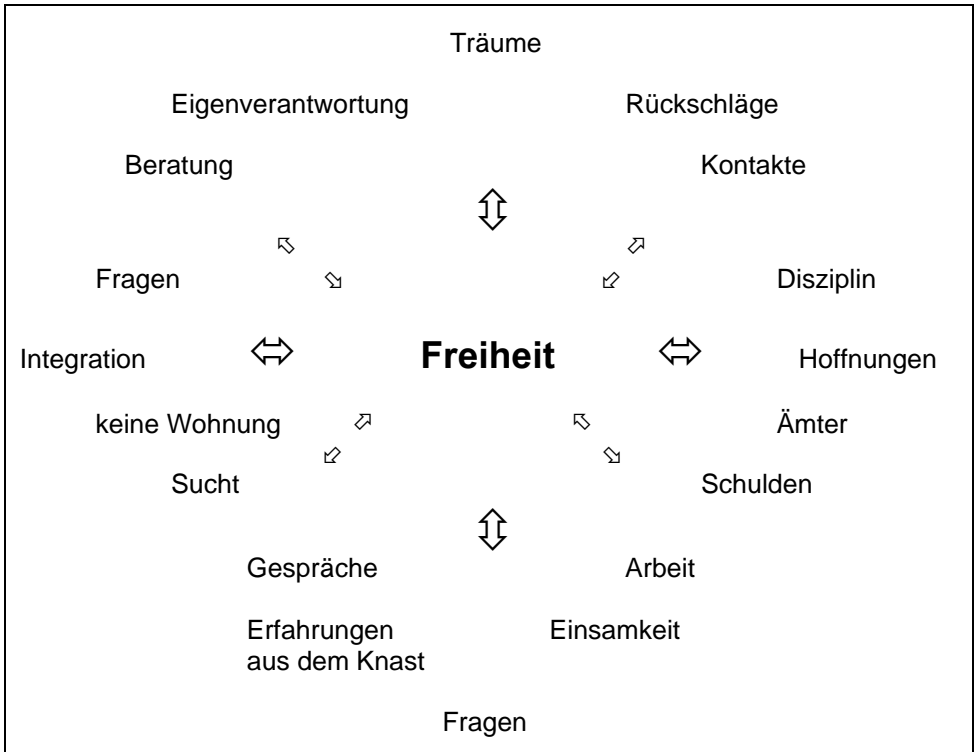 Träume
Eigenverantwortung Rückschläge
Beratung Kontakte
Fragen Disziplin
Integration Freiheit Hoffnungen
keine Wohnung Ämter
Sucht Schulden
Gespräche Arbeit
Erfahrungen Einsamkeit
aus dem Knast
Fragen